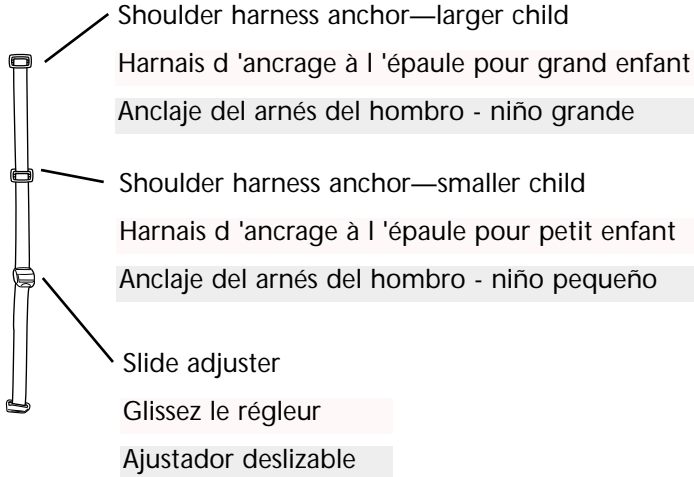 Shoulder harness anchor—larger child
Harnais d 'ancrage à l 'épaule pour grand enfant
Anclaje del arnés del hombro - niño grande
Shoulder harness anchor—smaller child
Harnais d 'ancrage à l 'épaule pour petit enfant
Anclaje del arnés del hombro - niño pequeño
Slide adjuster
Glissez le régleur
Ajustador deslizable